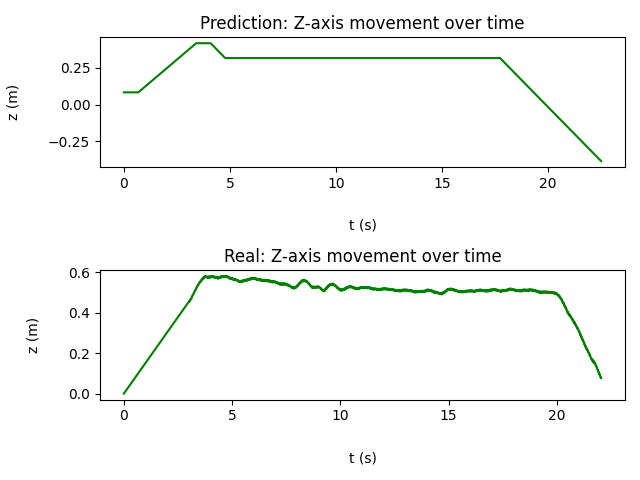 Prediction: Z-axis movement over time
z (m)
0.25
0.00
−0.25
0
5
10
15
20
t (s)
Real: Z-axis movement over time
z (m)
0.6
0.4
0.2
0.0
0
5
10
15
20
t (s)